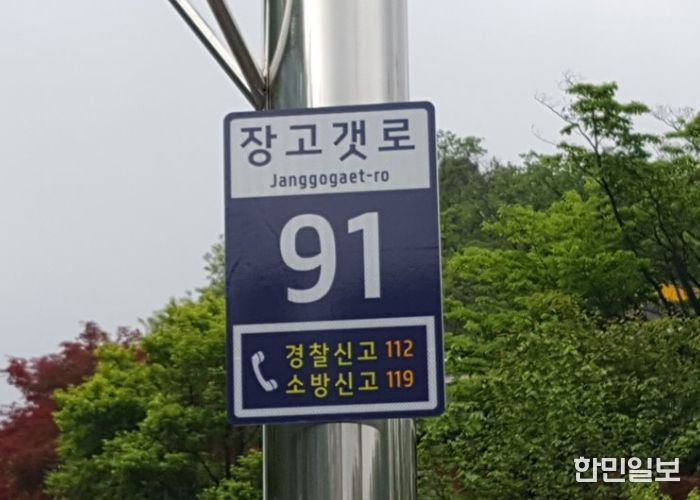 장고갯로
Janggogaet-ro
91
경찰신고 112
소방신고 119
한민일보